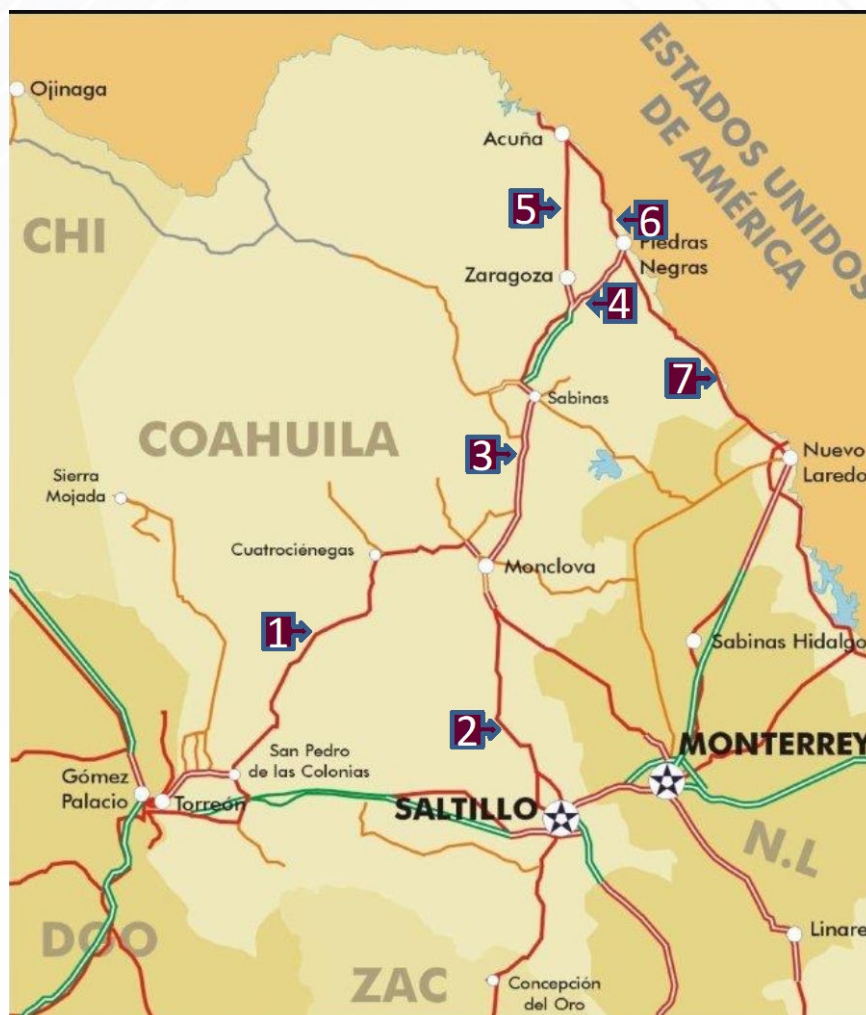 Ojinaga
ESTADOS UNIDOS
DE AMÉRICA
Acuña
CHI
5
6
Piedras
Negras
Zaragoza
4
7
Sabinas
COAHUILA
3
Nuevo
Laredo
Sierra
Mojada
Cuatrociénegas
Monclova
1
Sabinas Hidalgo
2
MONTERREY
San Pedro
de las Colonias
Gómez
Palacio
Torreón
SALTILLO
N.L
DGO
Linare
ZAC
Concepción
del Oro